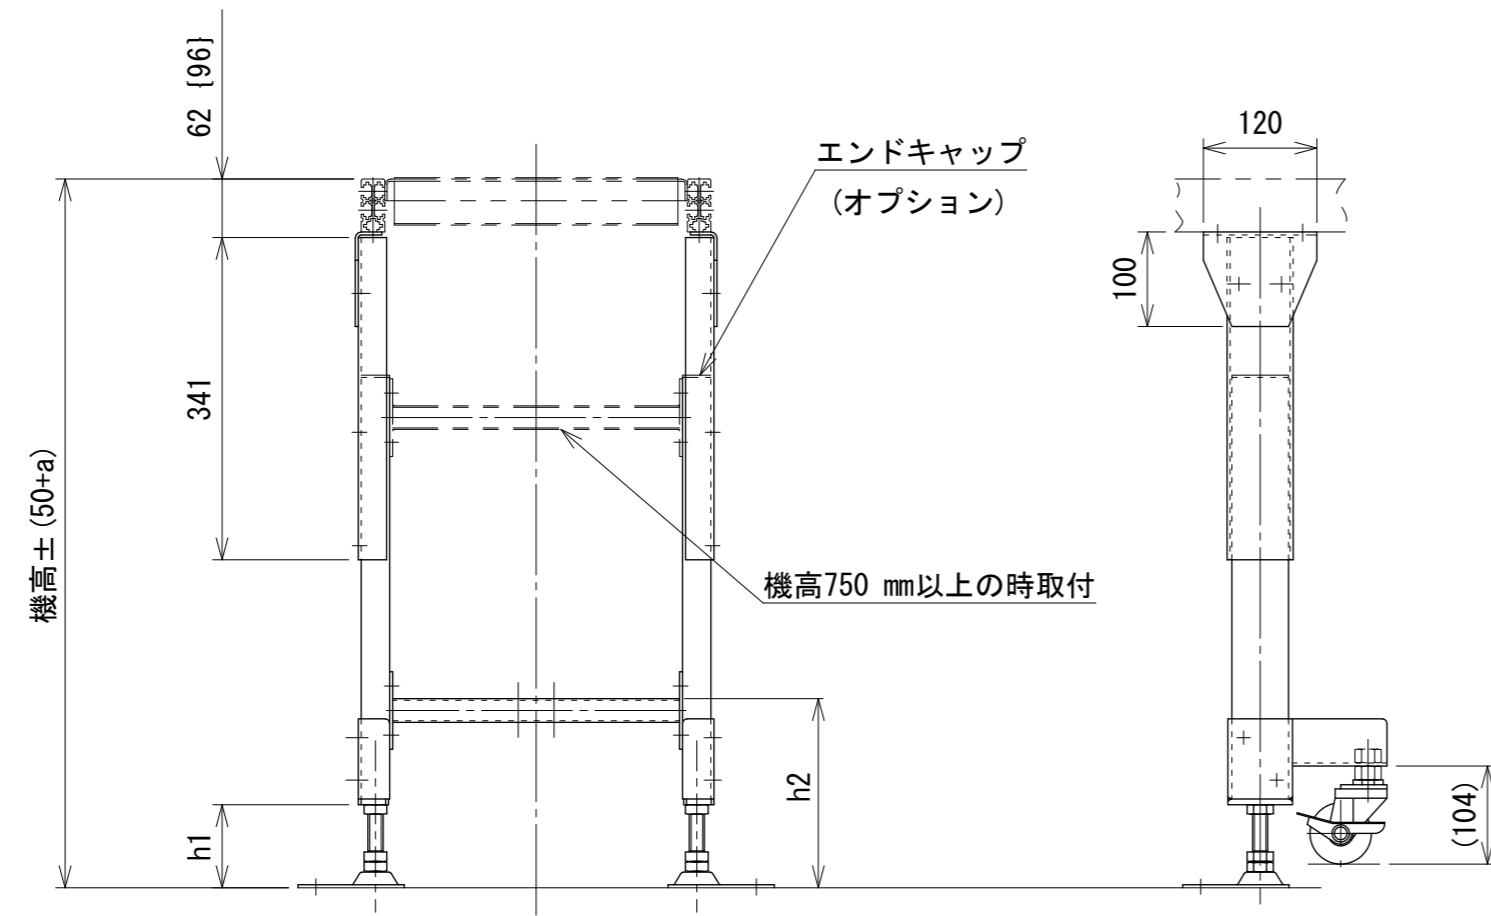 62 {96}
120
エンドキャップ
(オプション)
100
341
機高±(50+a)
機高750 mm以上の時取付
h2
h1
(104)